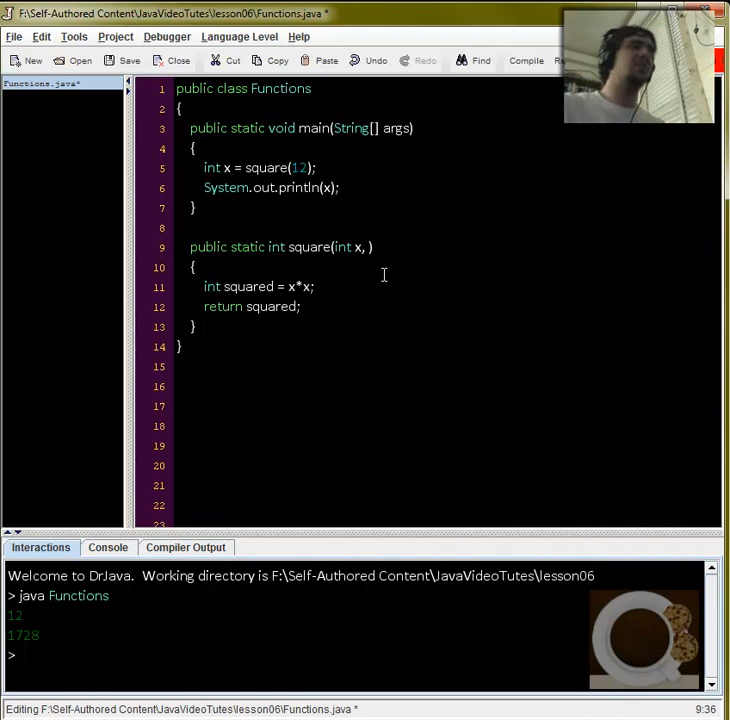 F:\Self-Authored Content\JavaVideoTutes\lesson06\Functions.java *
File Edit Tools Project Debugger Language Level Help
New Open Save Close Cut Copy Paste Undo Redo Find Compile
Functions.java*
1 public class Functions
2 {
3 public static void main(String[] args)
4 {
5 int x = square(12);
6 System.out.println(x);
7 }
8
9 public static int square(int x, )
10 {
11 int squared = x*x;
12 return squared;
13 }
14 }
15
16
17
18
19
20
21
22
23
Interactions Console Compiler Output
Welcome to DrJava. Working directory is F:\Self-Authored Content\JavaVideoTutes\lesson06
> java Functions
12
1728
>
Editing F:\Self-Authored Content\JavaVideoTutes\lesson06\Functions.java * 9:36